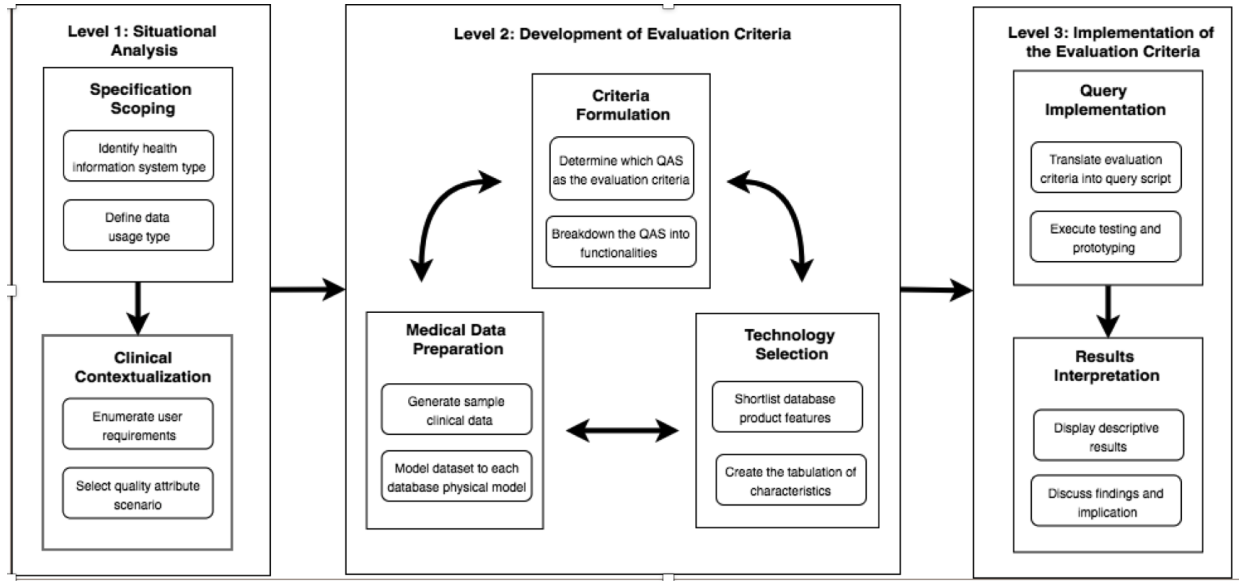 Level 1: Situational
Analysis
Specification
Scoping
Identify health
information system type
Define data
usage type
Clinical
Contextualization
Enumerate user
requirements
Select quality attribute
scenario
Level 2: Development of Evaluation Criteria
Criteria
Formulation
Determine which QAS
as the evaluation criteria
Breakdown the QAS into
functionalities
Medical Data
Preparation
Generate sample
clinical data
Model dataset to each
database physical model
Technology
Selection
Shortlist database
product features
Create the tabulation of
characteristics
Level 3: Implementation of
the Evaluation Criteria
Query
Implementation
Translate evaluation
criteria into query script
Execute testing and
prototyping
Results
Interpretation
Display descriptive
results
Discuss findings and
implication